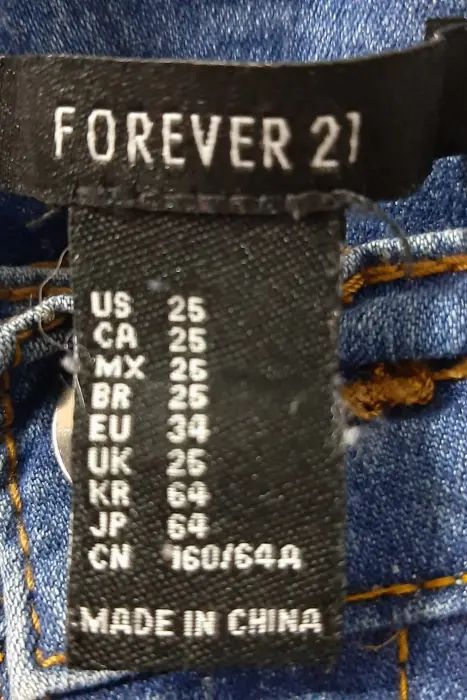 FOREVER 21
US 25
CA 25
MX 25
BR 25
EU 34
UK 25
KR 64
JP 64
CN 160/64A
MADE IN CHINA